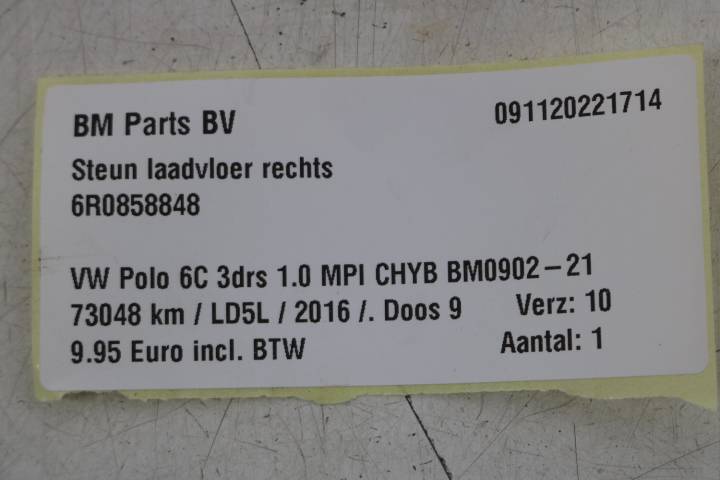 BM Parts BV 091120221714
Steun laadvloer rechts
6R0858848
VW Polo 6C 3drs 1.0 MPI CHYB BM0902-21
73048 km / LD5L / 2016 /. Doos 9 Verz: 10
9.95 Euro incl. BTW Aantal: 1